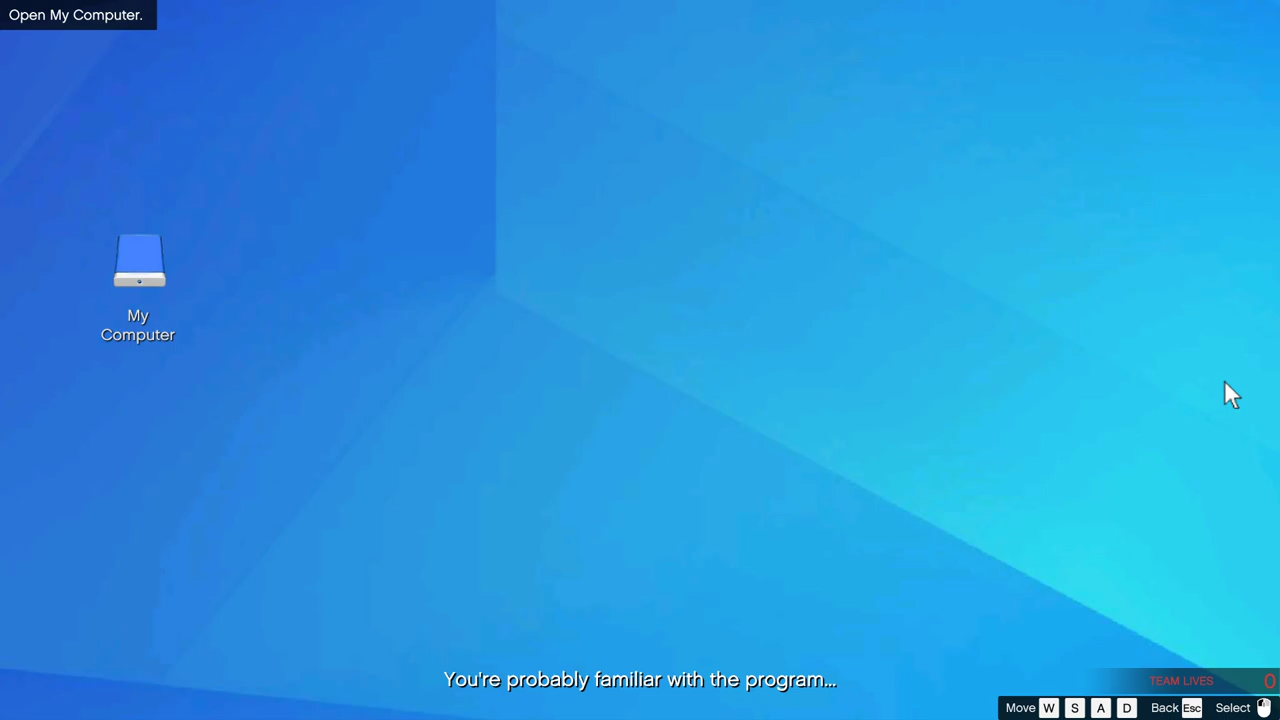 Open My Computer.
My
Computer
You're probably familiar with the program...
TEAM LIVES 0
Move W S A D Back Esc Select